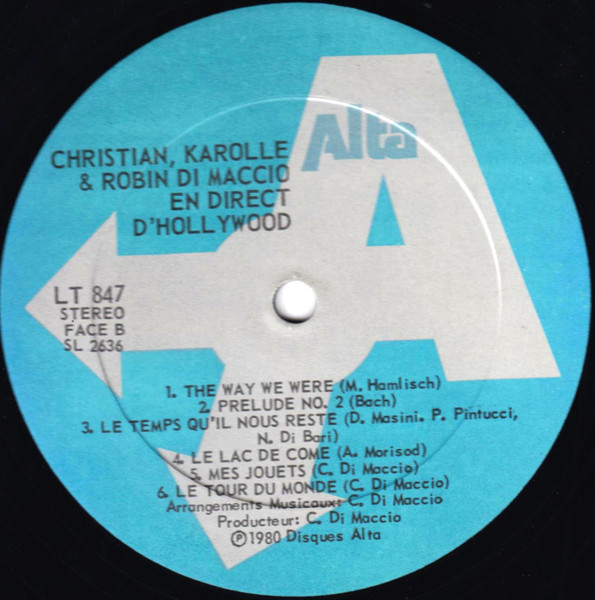 Alta
CHRISTIAN, KAROLLE
& ROBIN DI MACCIO
EN DIRECT
D'HOLLYWOOD
LT 847
STEREO
FACE B
SL 2636
1. THE WAY WE WERE (M. Hamlisch)
2. PRELUDE NO. 2 (Bach)
3. LE TEMPS QU'IL NOUS RESTE (D. Masini. P. Pintucci,
N. Di Bari)
4. LE LAC DE COME (A. Morisod)
5. MES JOUETS (C. Di Maccio)
6. LE TOUR DU MONDE (C. Di Maccio)
Arrangements Musicaux: C. Di Maccio
Producteur: C. Di Maccio
℗1980 Disques Alta